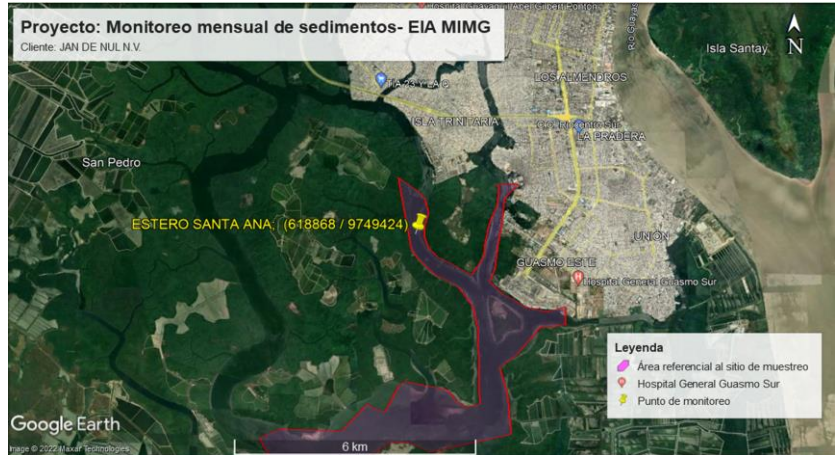 Proyecto: Monitoreo mensual de sedimentos- EIA MIMG
Cliente: JAN DE NUL N.V.
N
Isla Santay
LOS ALMENDROS
ISLA TRINITARIA
LA PRADERA
San Pedro
ESTERO SANTA ANA: (618868 / 9749424)
UNIÓN
GUASMO ESTE
Hospital General Guasmo Sur
Leyenda
Área referencial al sitio de muestreo
Hospital General Guasmo Sur
Punto de monitoreo
Google Earth
Image © 2022 Maxar Technologies
6 km